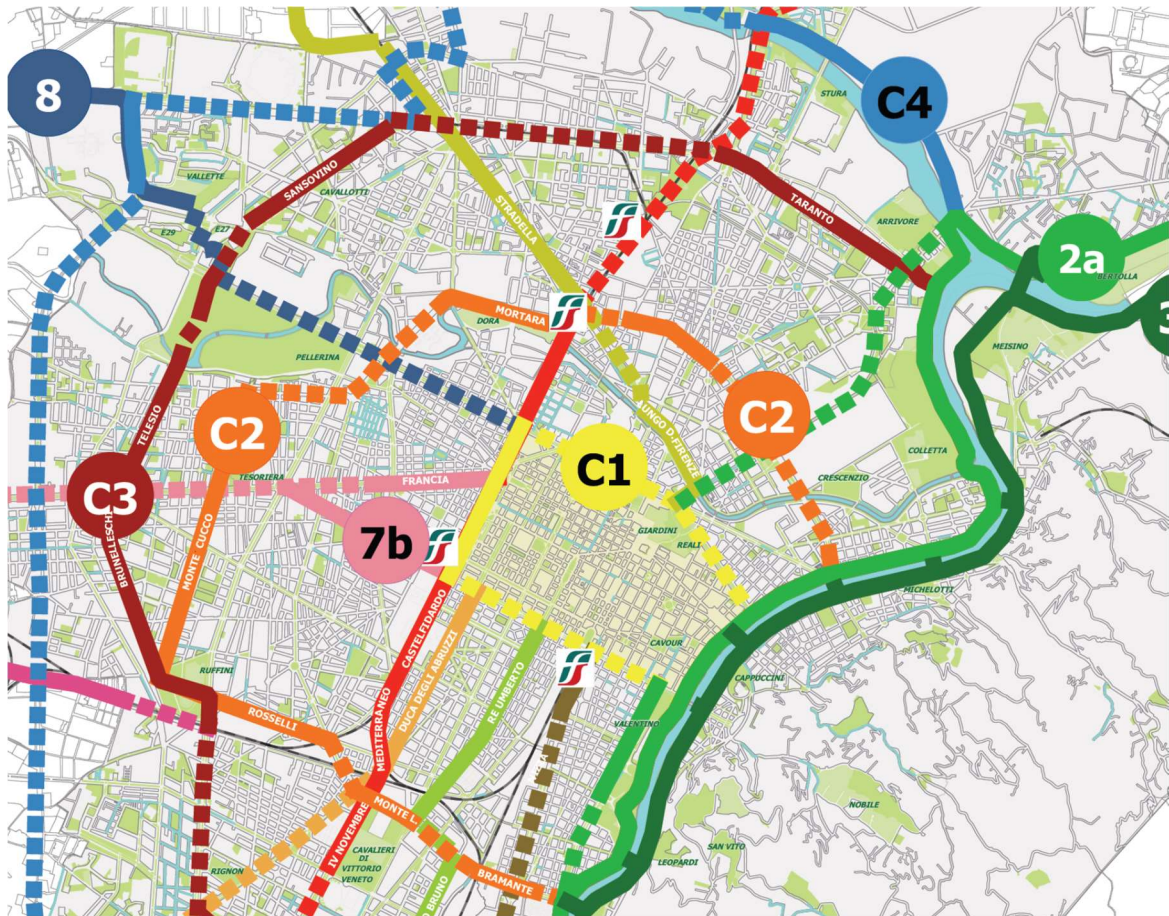 8
C4
STURA
VALLETTE
SANSOVINO
CAVALLOTTI
STRADELLA
TARANTO
ARRIVORE
E29
E27
2a
BERTOLLA
3
DORA
MORTARA
MEISINO
PELLERINA
TELESIO
C2
C2
LUNGO D-FIRENZE
COLLETTA
C1
TESORIERA
FRANCIA
CRESCENZIO
C3
BRUNELLESCHI
MONTE CUCCO
7b
GIARDINI
REALI
MICHELOTTI
CASTELFIDARDO
DUCA DEGLI ABRUZZI
RE UMBERTO
CAVOUR
CAPPUCCINI
RUFFINI
ROSSELLI
MEDITERRANEO
VALENTINO
MONTE L.
NOBILE
IV NOVEMBRE
CAVALIERI
DI
VITTORIO
VENETO
SAN VITO
LEOPARDI
RIGNON
BRAMANTE
O BRUNO